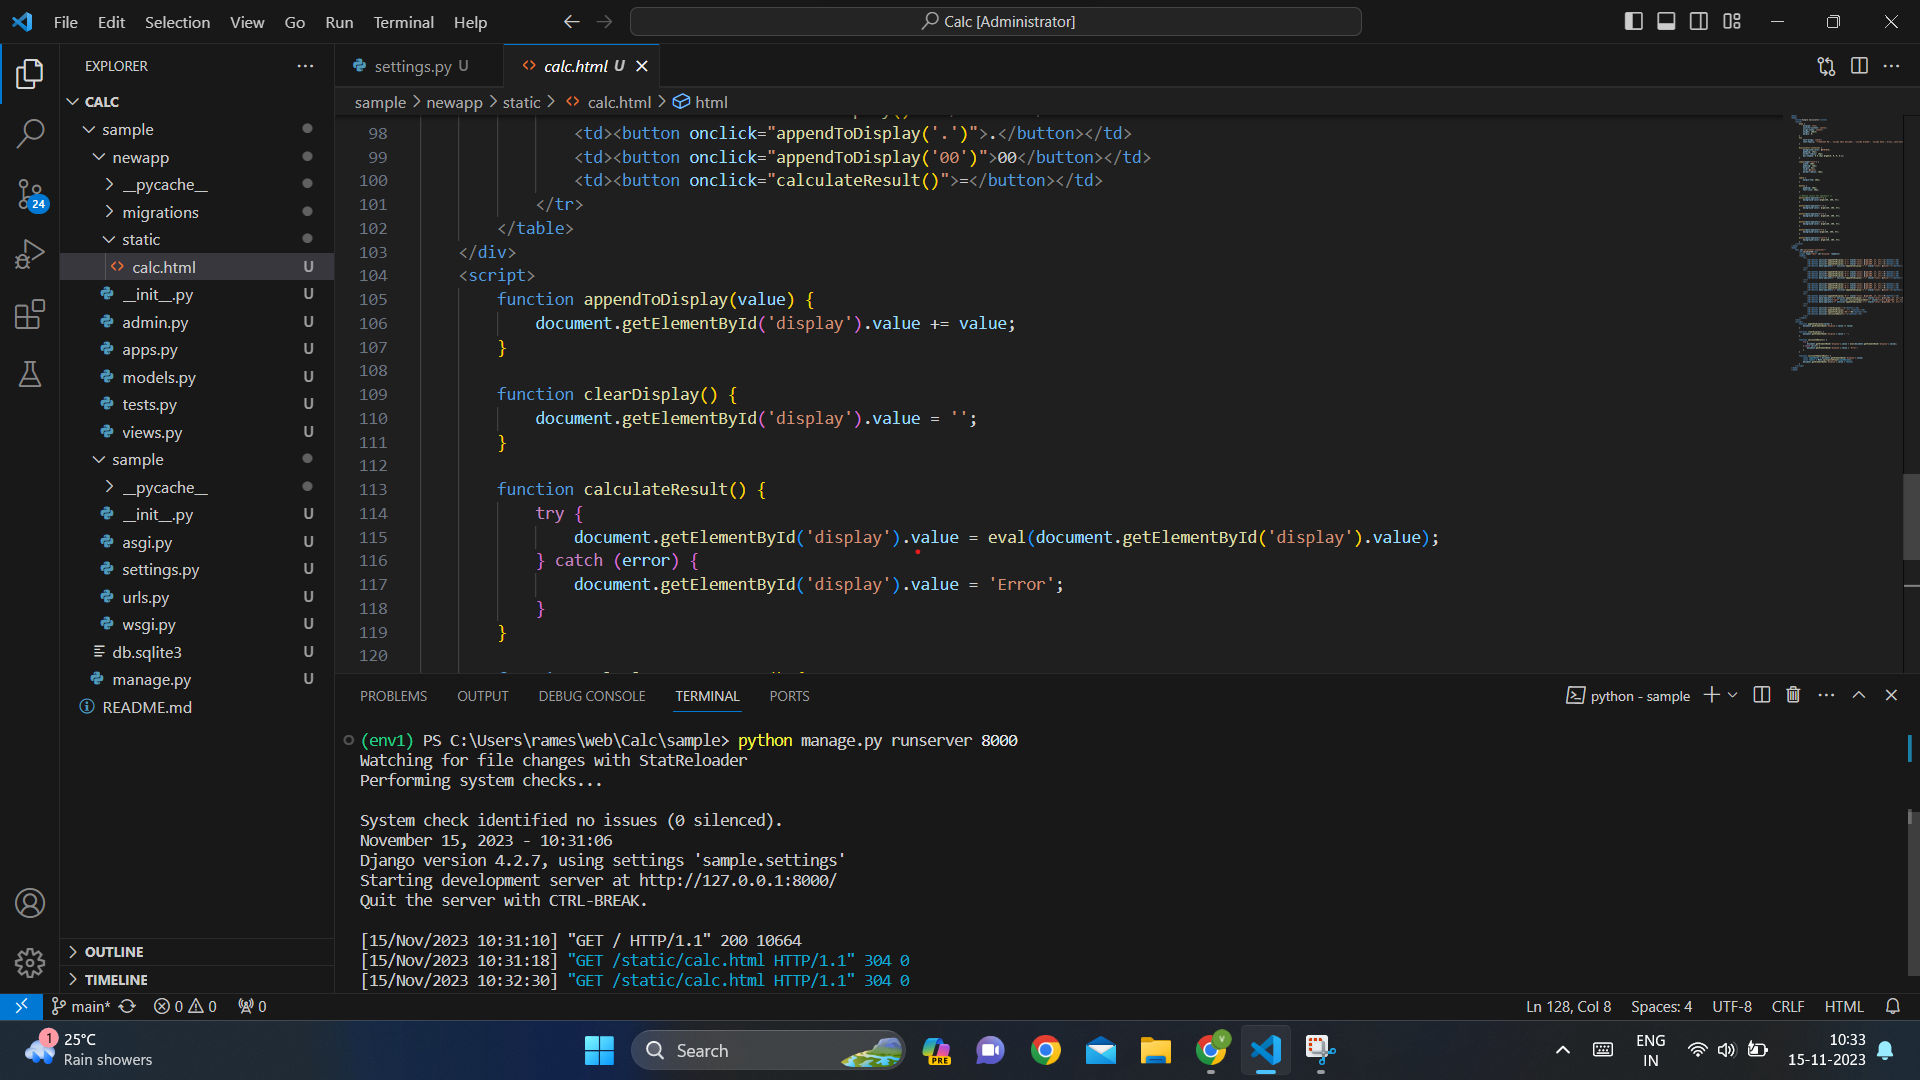 File Edit Selection View Go Run Terminal Help
Calc [Administrator]
EXPLORER
CALC
sample
newapp
__pycache__
migrations
static
calc.html U
__init__.py U
admin.py U
apps.py U
models.py U
tests.py U
views.py U
sample
__pycache__
__init__.py U
asgi.py U
settings.py U
urls.py U
wsgi.py U
db.sqlite3 U
manage.py U
README.md
OUTLINE
TIMELINE
24
settings.py U
calc.html U
sample > newapp > static > calc.html > html
98 <td><button onclick="appendToDisplay('.')">.</button></td>
99 <td><button onclick="appendToDisplay('00')">00</button></td>
100 <td><button onclick="calculateResult()">=</button></td>
101 </tr>
102 </table>
103 </div>
104 <script>
105 function appendToDisplay(value) {
106 document.getElementById('display').value += value;
107 }
108
109 function clearDisplay() {
110 document.getElementById('display').value = '';
111 }
112
113 function calculateResult() {
114 try {
115 document.getElementById('display').value = eval(document.getElementById('display').value);
116 } catch (error) {
117 document.getElementById('display').value = 'Error';
118 }
119 }
120
PROBLEMS OUTPUT DEBUG CONSOLE TERMINAL PORTS
python - sample
(env1) PS C:\Users\rames\web\Calc\sample> python manage.py runserver 8000
Watching for file changes with StatReloader
Performing system checks...
System check identified no issues (0 silenced).
November 15, 2023 - 10:31:06
Django version 4.2.7, using settings 'sample.settings'
Starting development server at http://127.0.0.1:8000/
Quit the server with CTRL-BREAK.
[15/Nov/2023 10:31:10] "GET / HTTP/1.1" 200 10664
[15/Nov/2023 10:31:18] "GET /static/calc.html HTTP/1.1" 304 0
[15/Nov/2023 10:32:30] "GET /static/calc.html HTTP/1.1" 304 0
main* 0 0 0
Ln 128, Col 8 Spaces: 4 UTF-8 CRLF HTML
1
25°C
Rain showers
Search
PRE
V
ENG
IN
10:33
15-11-2023